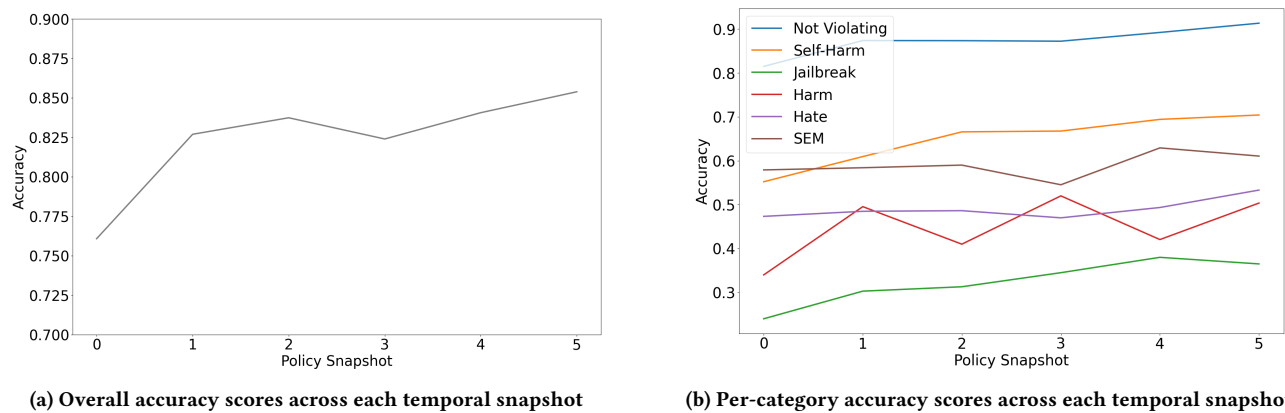 0.900
0.875
0.850
0.825
0.800
0.775
0.750
0.725
0.700
Accuracy
0 1 2 3 4 5
Policy Snapshot
(a) Overall accuracy scores across each temporal snapshot
0.9
0.8
0.7
0.6
0.5
0.4
0.3
Accuracy
Not Violating
Self-Harm
Jailbreak
Harm
Hate
SEM
0 1 2 3 4 5
Policy Snapshot
(b) Per-category accuracy scores across each temporal snapsho